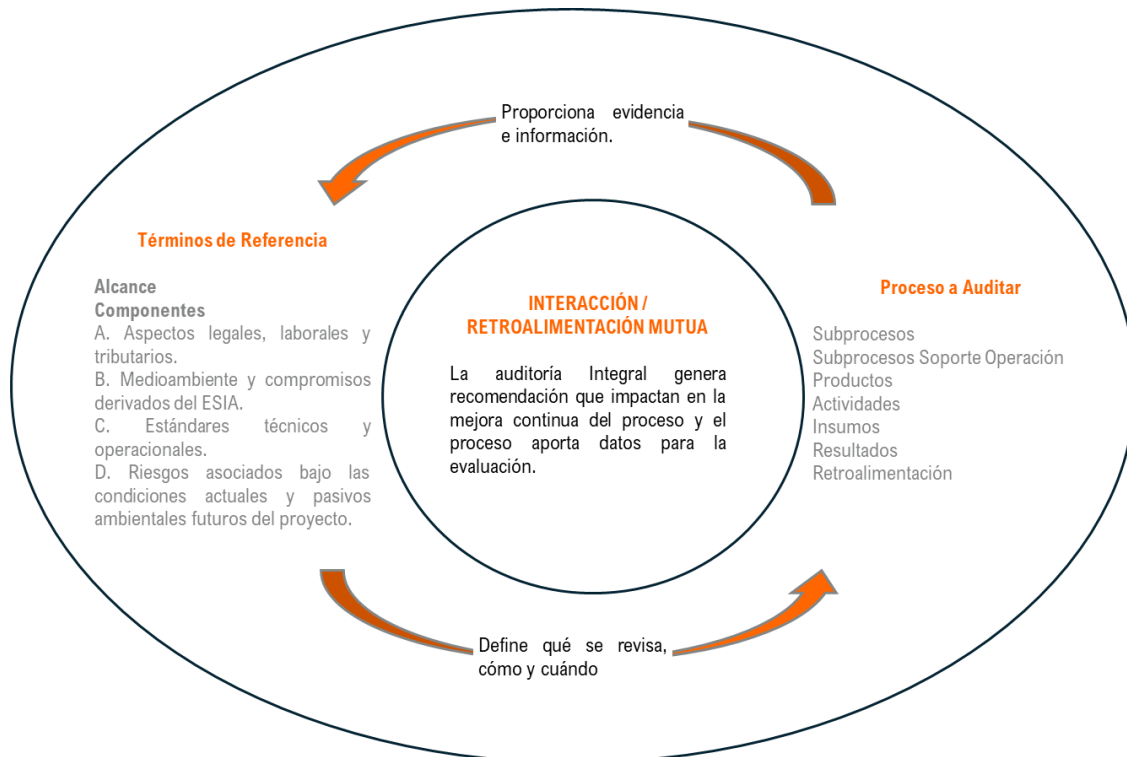 Proporciona evidencia
e información.
Términos de Referencia
Alcance
Componentes
A. Aspectos legales, laborales y
tributarios.
B. Medioambiente y compromisos
derivados del ESIA.
C. Estándares técnicos y
operacionales.
D. Riesgos asociados bajo las
condiciones actuales y pasivos
ambientales futuros del proyecto.
INTERACCIÓN /
RETROALIMENTACIÓN MUTUA
La auditoría Integral genera
recomendación que impactan en la
mejora continua del proceso y el
proceso aporta datos para la
evaluación.
Proceso a Auditar
Subprocesos
Subprocesos Soporte Operación
Productos
Actividades
Insumos
Resultados
Retroalimentación
Define qué se revisa,
cómo y cuándo